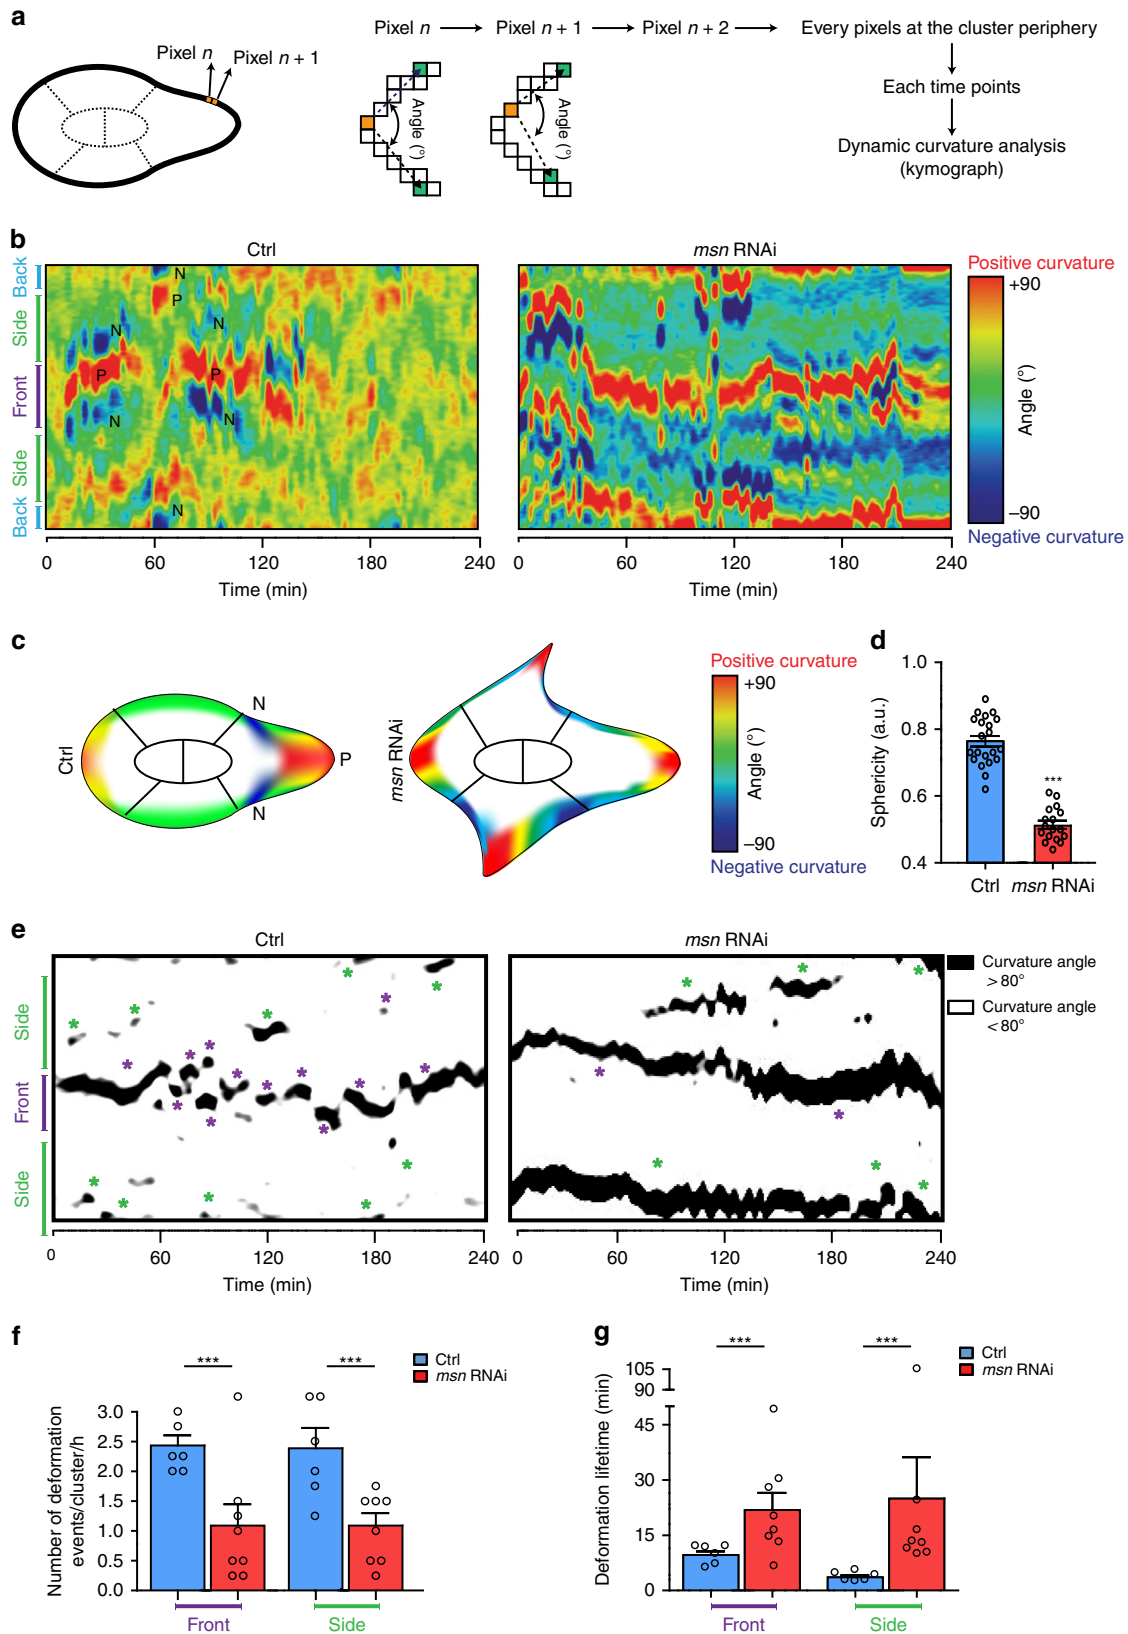 a
Pixel n
Pixel n + 1
Pixel n + 2
Every pixels at the cluster periphery
Pixel n
Pixel n + 1
Angle (°)
Angle (°)
Each time points
Dynamic curvature analysis
(kymograph)
b
Ctrl
msn RNAi
Back
Side
Front
Side
Back
N
P
N
N
P
P
N
N
N
Positive curvature
+90
Angle (°)
–90
Negative curvature
0 60 120 180 240
Time (min)
0 60 120 180 240
Time (min)
c
Ctrl
N
P
N
msn RNAi
Positive curvature
+90
Angle (°)
–90
Negative curvature
d
Sphericity (a.u.)
1.0
0.8
0.6
0.4
***
Ctrl msn RNAi
e
Ctrl
msn RNAi
Side
Front
Side
* * * * * * * * * * * * * * * * * * * * * * *
* * * * * * * *
Curvature angle
>80°
Curvature angle
<80°
0 60 120 180 240
Time (min)
0 60 120 180 240
Time (min)
f
Number of deformation
events/cluster/h
3.0
2.5
2.0
1.5
1.0
0.5
0.0
***
***
Ctrl
msn RNAi
Front
Side
g
Deformation lifetime (min)
105
90
45
30
15
0
***
***
Ctrl
msn RNAi
Front
Side